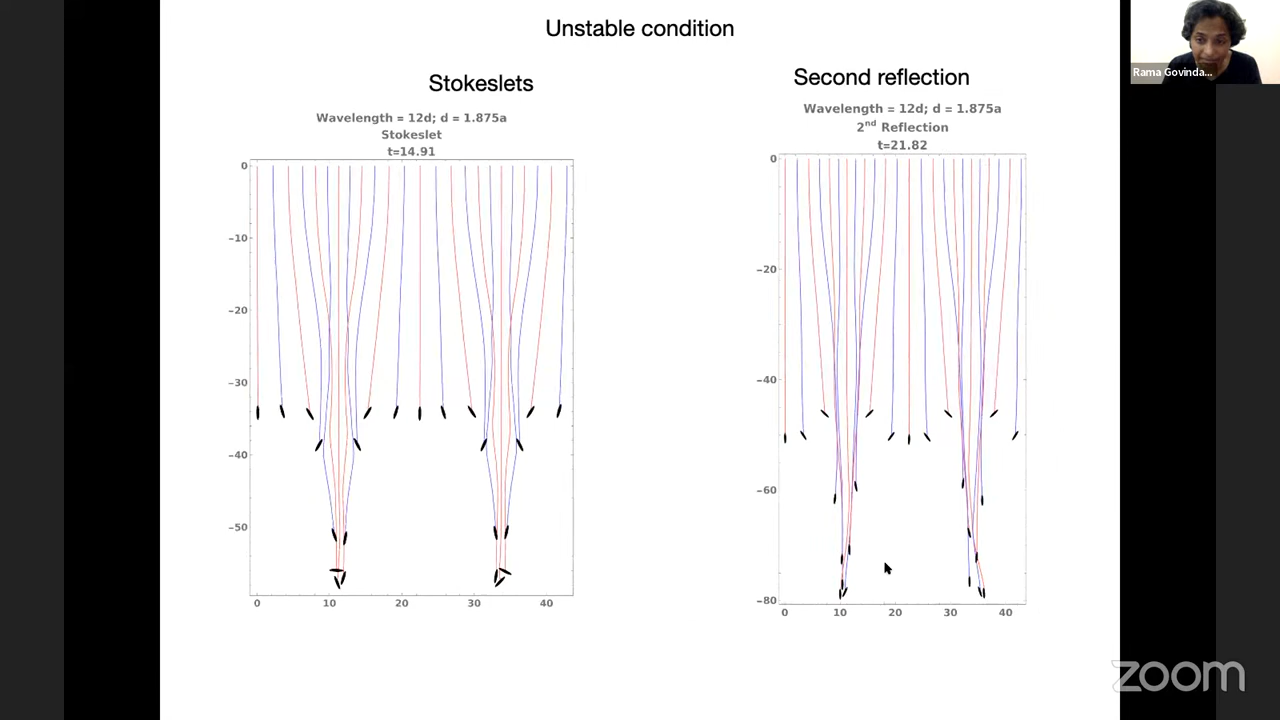 Unstable condition
Stokeslets
Wavelength = 12d; d = 1.875a
Stokeslet
t=14.91
0
−10
−20
−30
−40
−50
0 10 20 30 40
Second reflection
Wavelength = 12d; d = 1.875a
2nd Reflection
t=21.82
0
−20
−40
−60
−80
0 10 20 30 40
Rama Govinda...
zoom